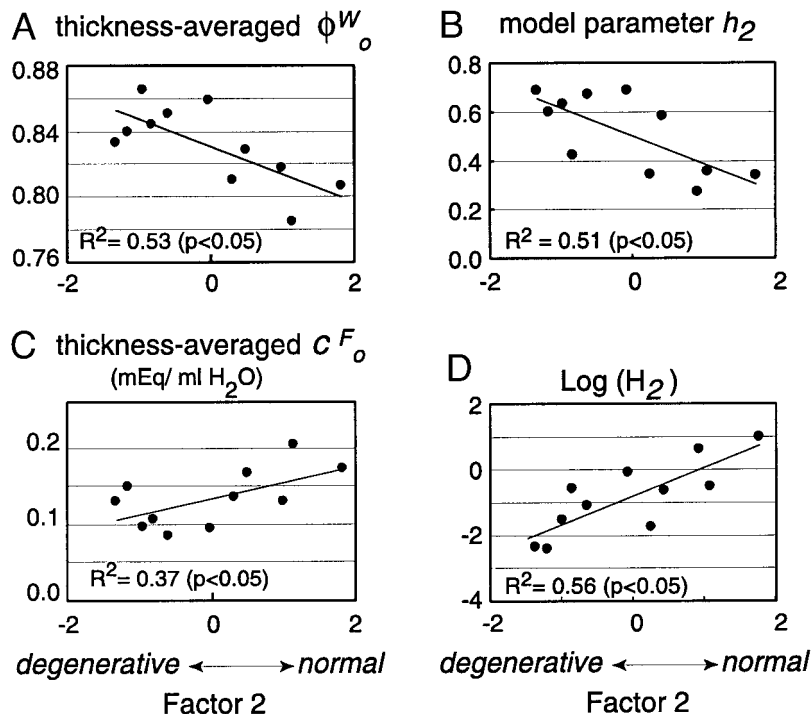 A thickness-averaged ϕ^W_o
0.88
0.84
0.80
0.76
R² = 0.53 (p<0.05)
-2 0 2
B model parameter h₂
0.8
0.6
0.4
0.2
0.0
R² = 0.51 (p<0.05)
-2 0 2
C thickness-averaged c^F_o
(mEq/ ml H₂O)
0.2
0.1
0.0
R² = 0.37 (p<0.05)
-2 0 2
degenerative ↔ normal
Factor 2
D Log (H₂)
2
0
-2
-4
R² = 0.56 (p<0.05)
-2 0 2
degenerative ↔ normal
Factor 2